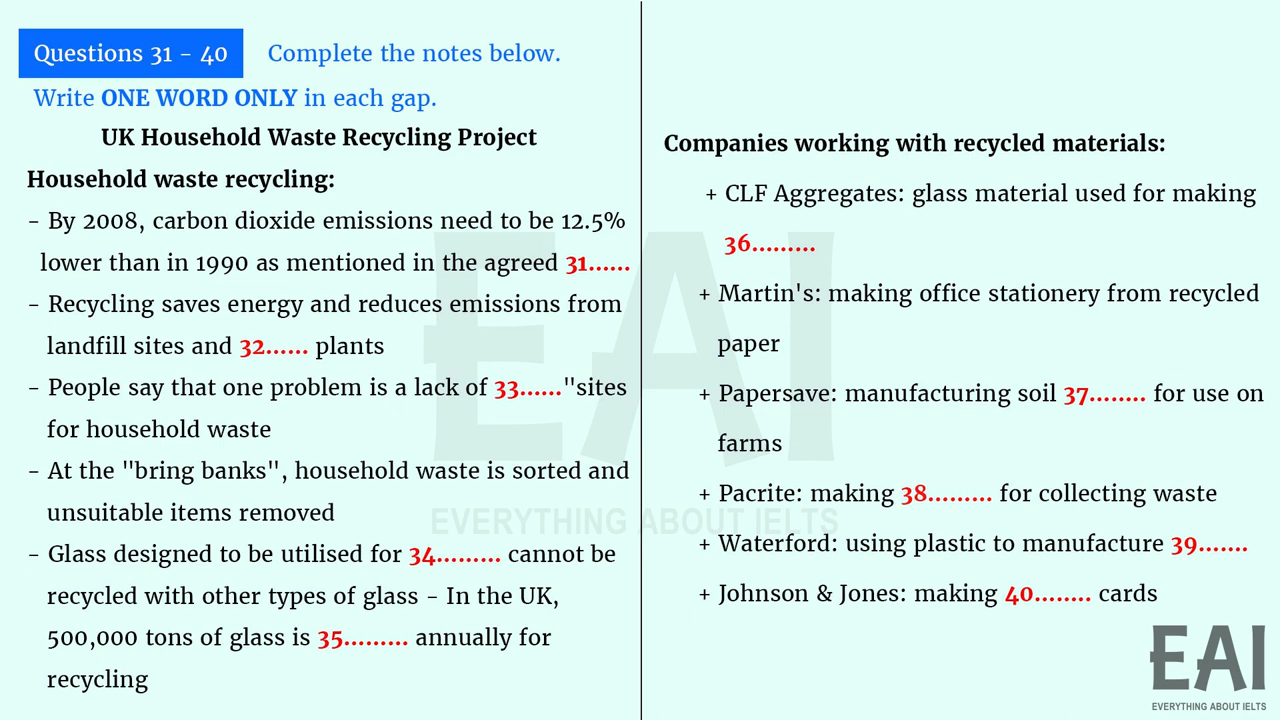 Questions 31 - 40 Complete the notes below.
Write ONE WORD ONLY in each gap.
UK Household Waste Recycling Project
Household waste recycling:
- By 2008, carbon dioxide emissions need to be 12.5%
lower than in 1990 as mentioned in the agreed 31......
- Recycling saves energy and reduces emissions from
landfill sites and 32...... plants
- People say that one problem is a lack of 33......"sites
for household waste
- At the "bring banks", household waste is sorted and
unsuitable items removed
- Glass designed to be utilised for 34......... cannot be
recycled with other types of glass - In the UK,
500,000 tons of glass is 35......... annually for
recycling
Companies working with recycled materials:
+ CLF Aggregates: glass material used for making
36.........
+ Martin's: making office stationery from recycled
paper
+ Papersave: manufacturing soil 37........ for use on
farms
+ Pacrite: making 38......... for collecting waste
+ Waterford: using plastic to manufacture 39.......
+ Johnson & Jones: making 40........ cards
EAI
EVERYTHING ABOUT IELTS
EAI
EVERYTHING ABOUT IELTS